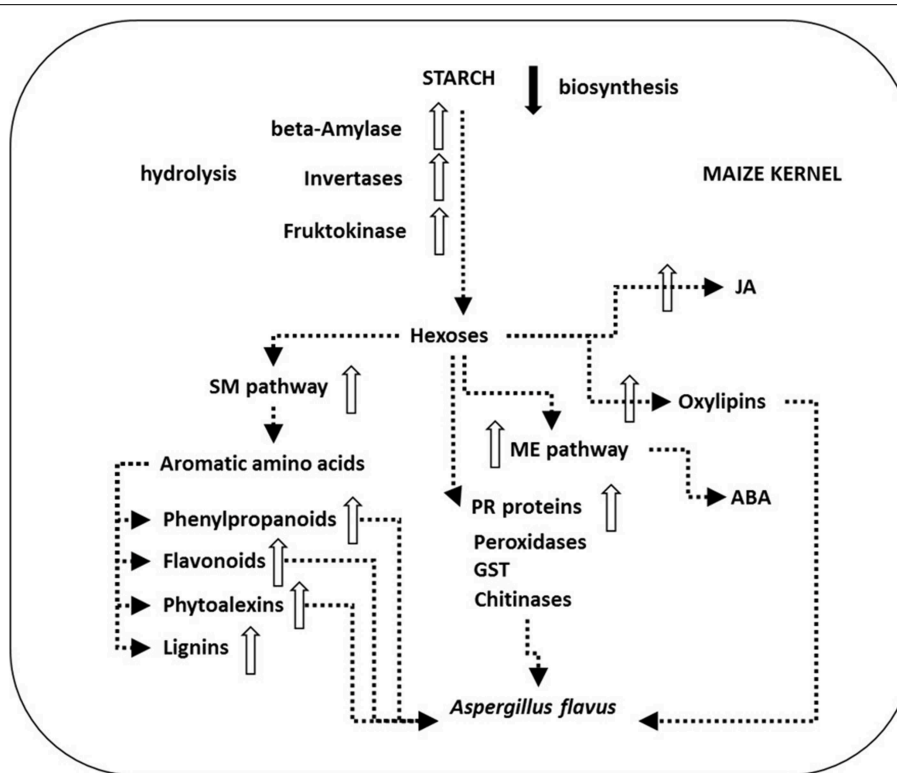 STARCH
biosynthesis
beta-Amylase
hydrolysis
Invertases
MAIZE KERNEL
Fruktokinase
JA
Hexoses
SM pathway
Oxylipins
ME pathway
Aromatic amino acids
ABA
PR proteins
Phenylpropanoids
Peroxidases
Flavonoids
GST
Chitinases
Phytoalexins
Lignins
Aspergillus flavus